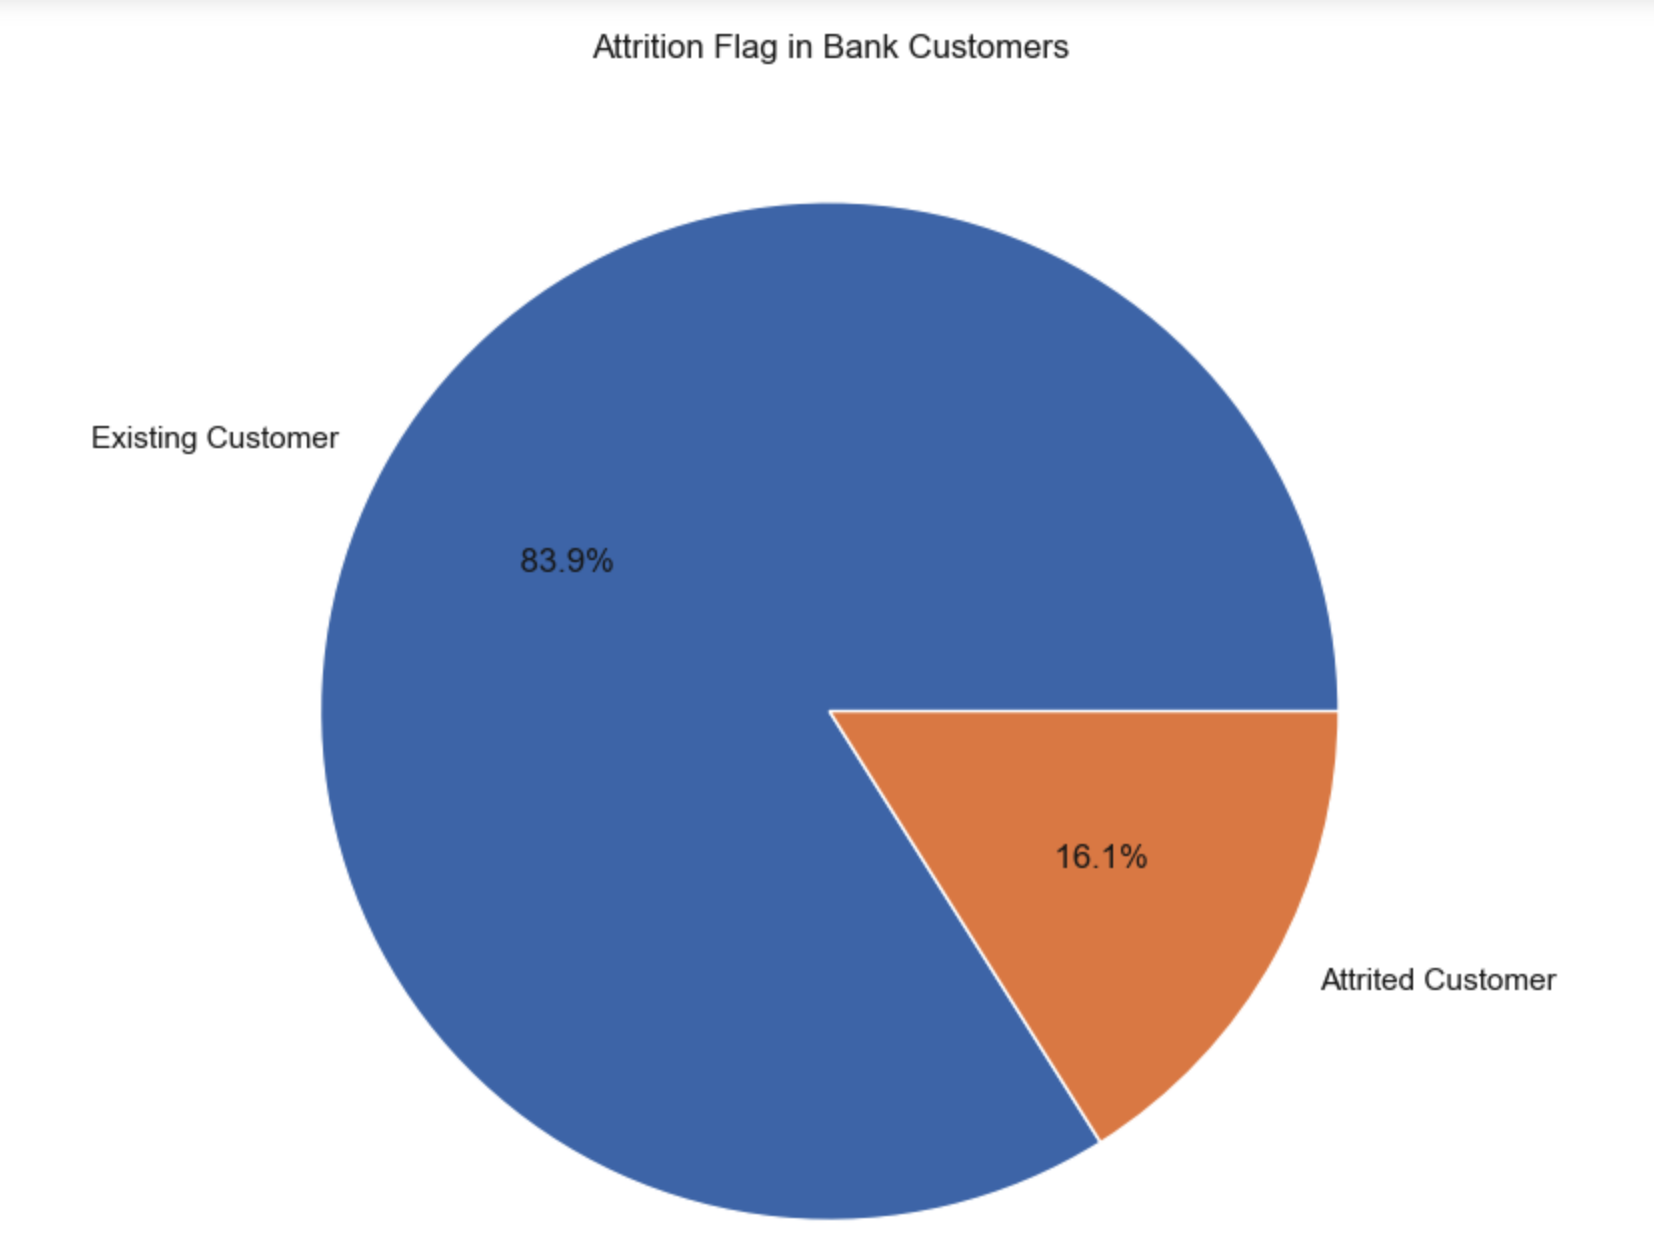 Attrition Flag in Bank Customers
Existing Customer
83.9%
16.1%
Attrited Customer